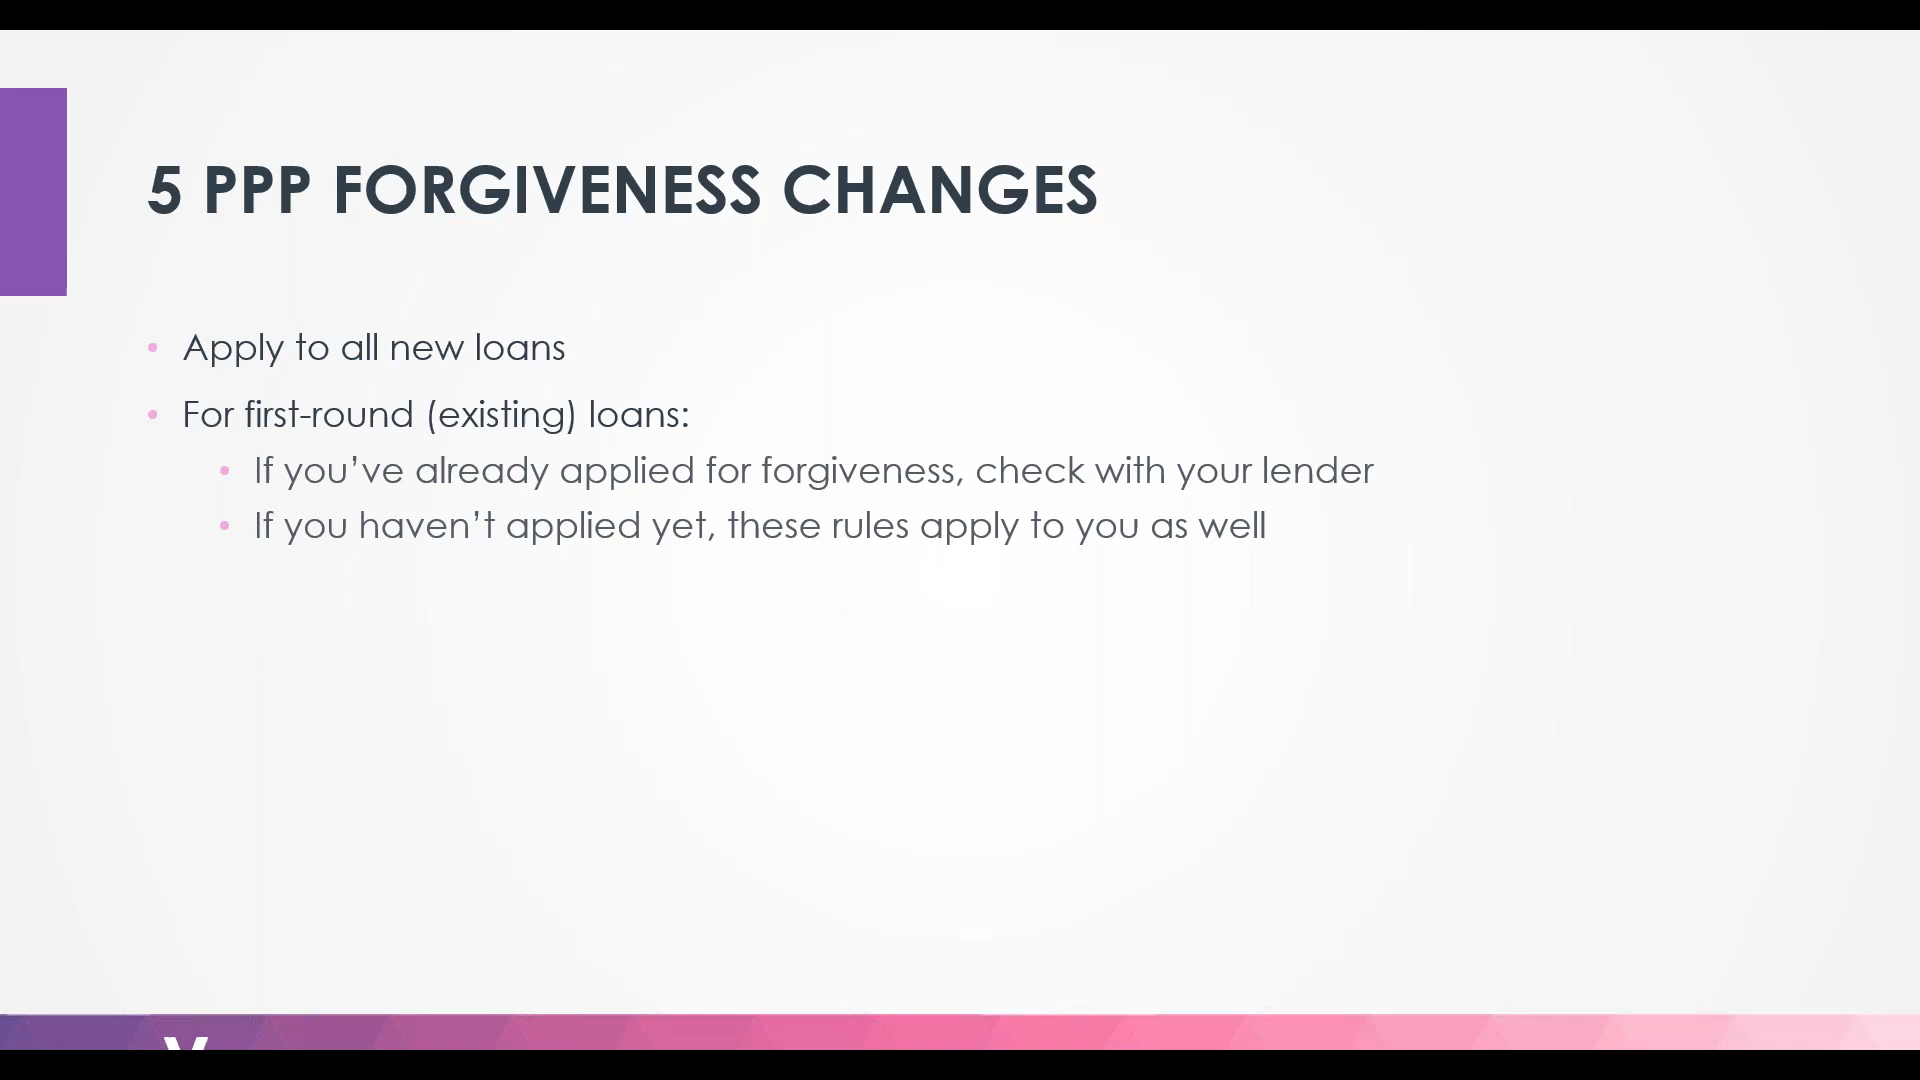 5 PPP FORGIVENESS CHANGES
• Apply to all new loans
• For first-round (existing) loans:
• If you’ve already applied for forgiveness, check with your lender
• If you haven’t applied yet, these rules apply to you as well